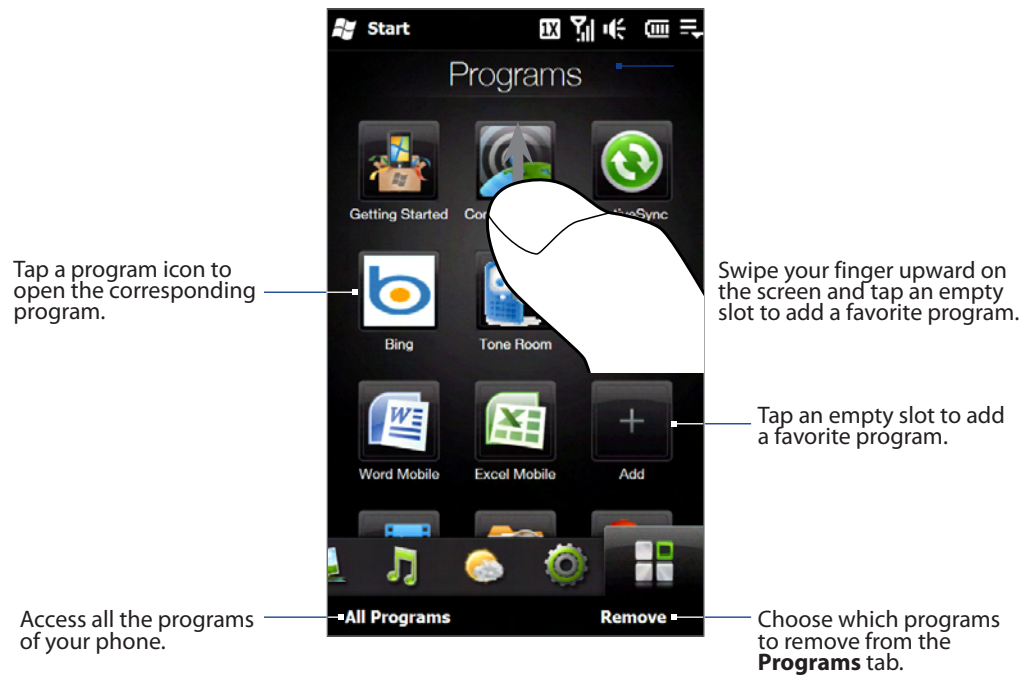 Start
1X
Programs
Getting Started
Tap a program icon to
open the corresponding
program.
Swipe your finger upward on
the screen and tap an empty
slot to add a favorite program.
Bing
Tone Room
Tap an empty slot to add
a favorite program.
Word Mobile
Excel Mobile
Add
Access all the programs
of your phone.
All Programs
Remove
Choose which programs
to remove from the
Programs tab.